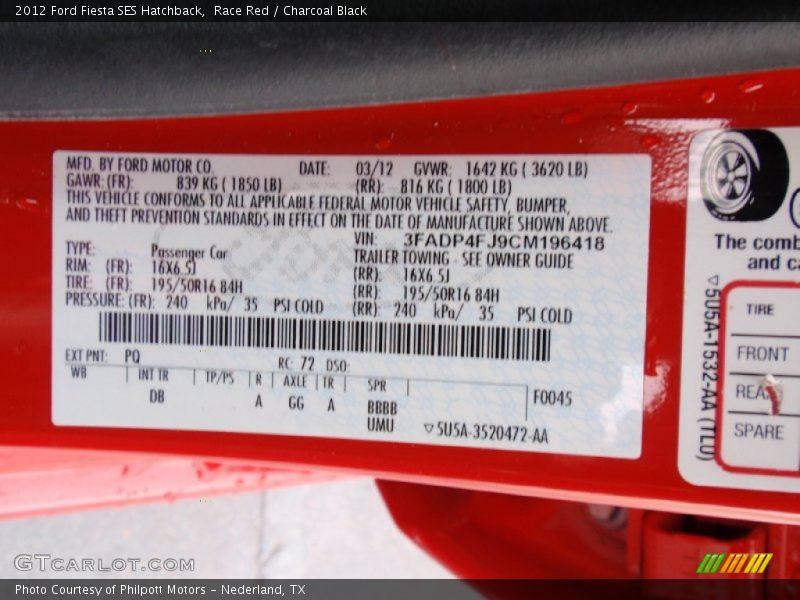 2012 Ford Fiesta SES Hatchback,  Race Red / Charcoal Black
MFD. BY FORD MOTOR CO. DATE: 03/12 GVWR: 1642 KG ( 3620 LB)
GAWR: (FR): 839 KG ( 1850 LB) (RR): 816 KG ( 1800 LB)
THIS VEHICLE CONFORMS TO ALL APPLICABLE FEDERAL MOTOR VEHICLE SAFETY, BUMPER,
AND THEFT PREVENTION STANDARDS IN EFFECT ON THE DATE OF MANUFACTURE SHOWN ABOVE.
VIN: 3FADP4FJ9CM196418
TYPE: Passenger Car TRAILER TOWING - SEE OWNER GUIDE
RIM: (FR): 16X6.5J (RR): 16X6.5J
TIRE: (FR): 195/50R16 84H (RR): 195/50R16 84H
PRESSURE: (FR): 240 kPa/ 35 PSI COLD (RR): 240 kPa/ 35 PSI COLD
EXT PNT: PQ RC: 72 DSO:
WB INT TR TP/PS R AXLE TR SPR
DB A GG A BBBB F0045
UMU ▽5U5A-3520472-AA
The comb
and ca
▽5U5A-1532-AA (TLU)
TIRE
FRONT
REA
SPARE
GTCARLOT.COM
Photo Courtesy of Philpott Motors - Nederland, TX